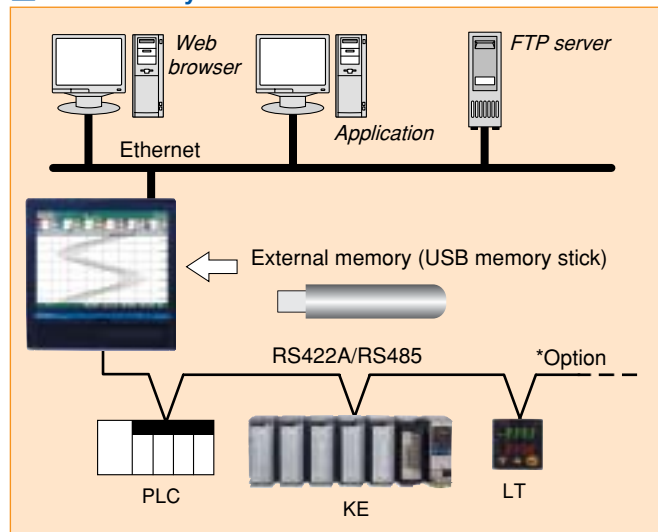 Web
browser
FTP server
Application
Ethernet
External memory (USB memory stick)
RS422A/RS485
*Option
PLC
KE
LT